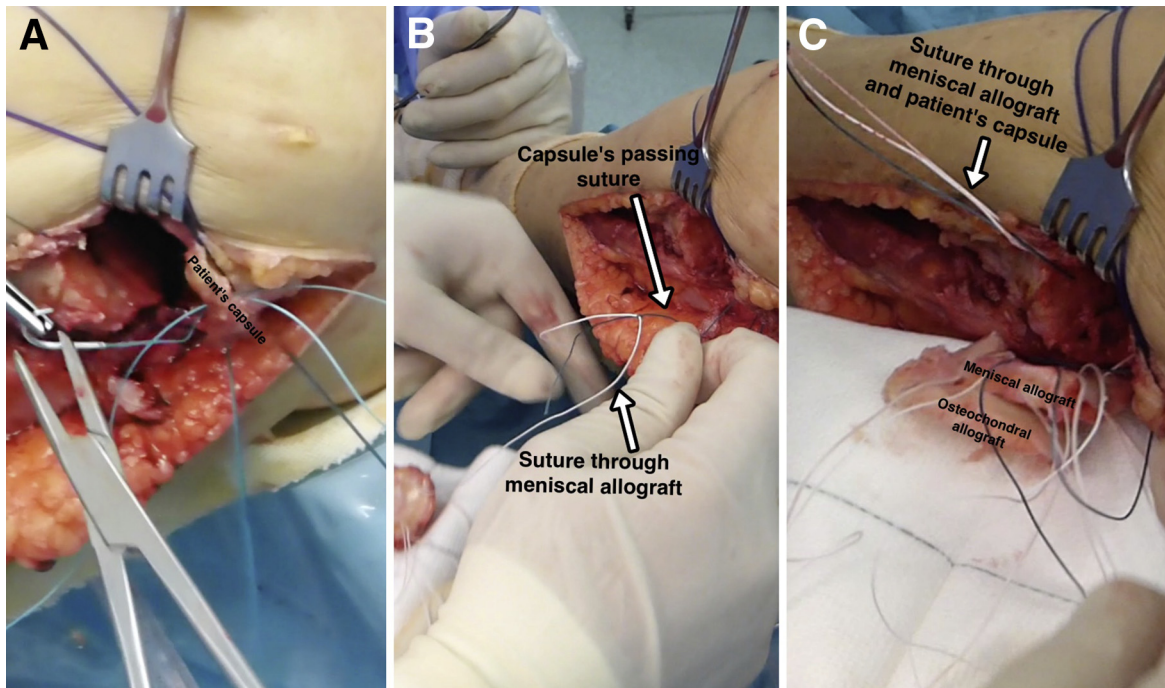 A
Patient's capsule
B
Capsule's passing
suture
Suture through
meniscal allograft
C
Suture through
meniscal allograft
and patient's capsule
Meniscal allograft
Osteochondral
allograft